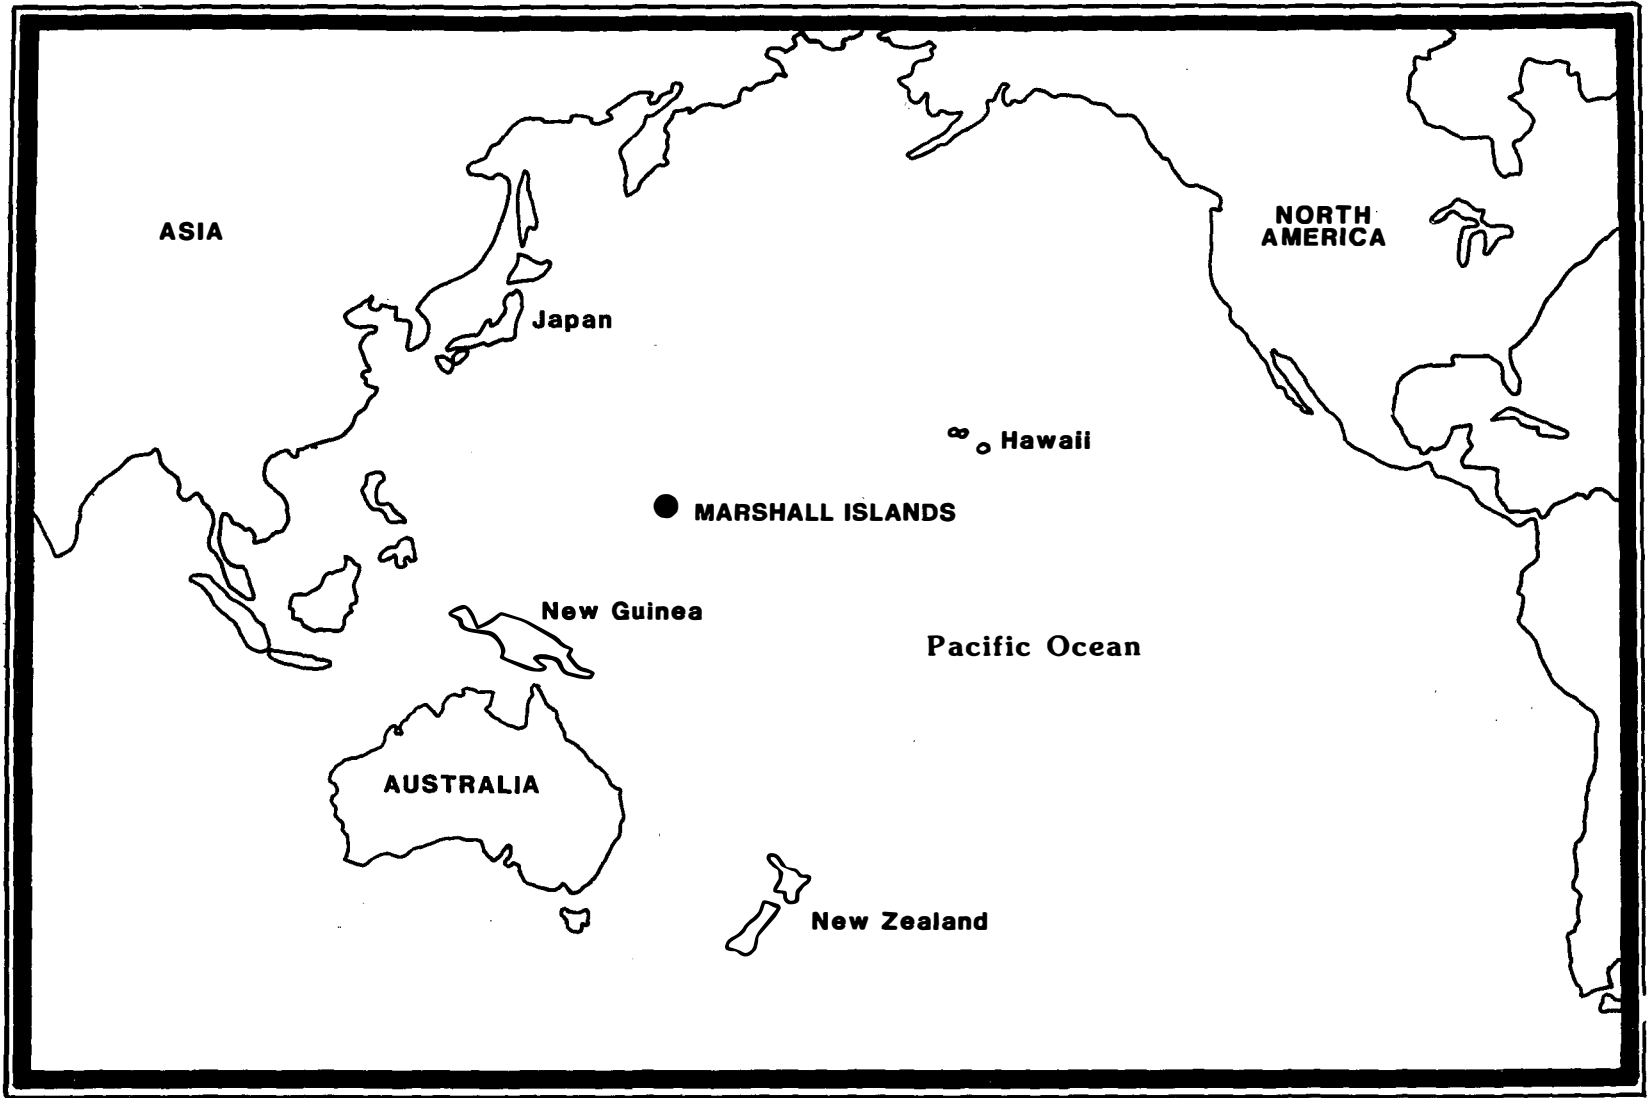 NORTH
AMERICA
ASIA
Japan
Hawaii
MARSHALL ISLANDS
New Guinea
Pacific Ocean
AUSTRALIA
New Zealand